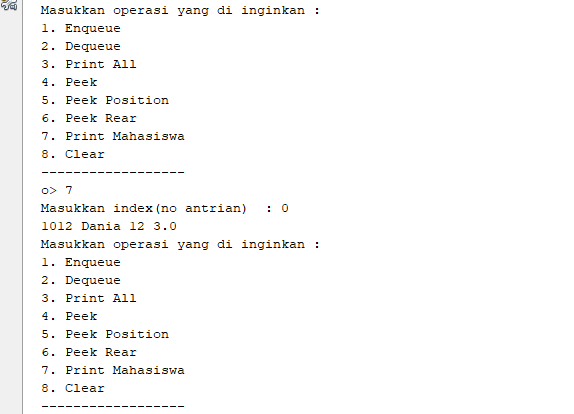 Masukkan operasi yang di inginkan :
1. Enqueue
2. Dequeue
3. Print All
4. Peek
5. Peek Position
6. Peek Rear
7. Print Mahasiswa
8. Clear
------------------
o> 7
Masukkan index(no antrian)  : 0
1012 Dania 12 3.0
Masukkan operasi yang di inginkan :
1. Enqueue
2. Dequeue
3. Print All
4. Peek
5. Peek Position
6. Peek Rear
7. Print Mahasiswa
8. Clear
------------------